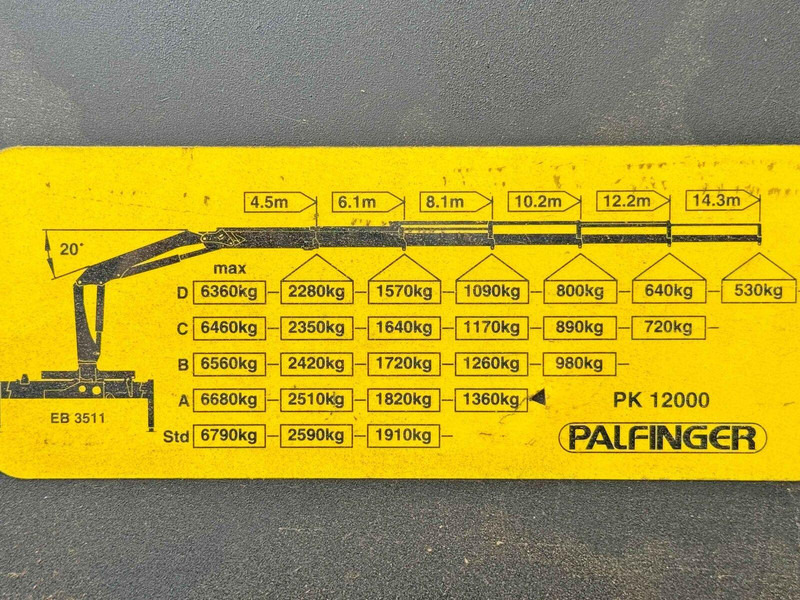 4.5m 6.1m 8.1m 10.2m 12.2m 14.3m
20°
max
D 6360kg 2280kg 1570kg 1090kg 800kg 640kg 530kg
C 6460kg 2350kg 1640kg 1170kg 890kg 720kg
B 6560kg 2420kg 1720kg 1260kg 980kg
A 6680kg 2510kg 1820kg 1360kg PK 12000
EB 3511
Std 6790kg 2590kg 1910kg PALFINGER